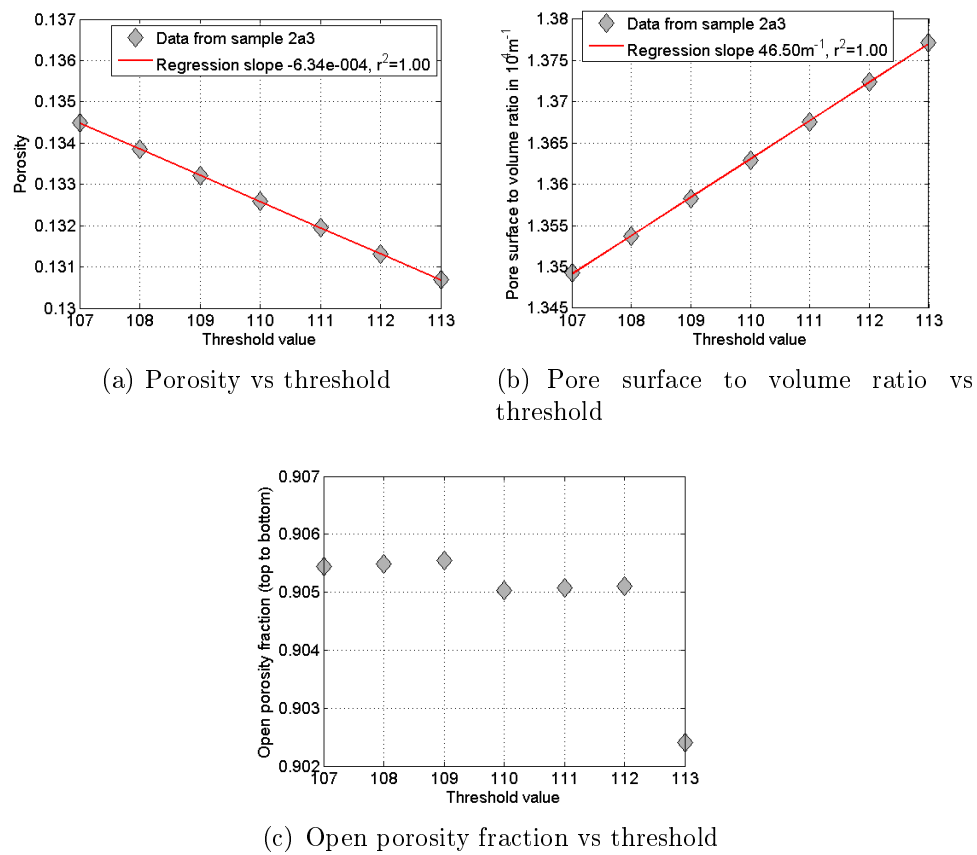 0.137
0.136
0.135
0.134
0.133
0.132
0.131
0.13
Porosity
Data from sample 2a3
Regression slope -6.34e-004, r²=1.00
107 108 109 110 111 112 113
Threshold value
(a) Porosity vs threshold
1.38
1.375
1.37
1.365
1.36
1.355
1.35
1.345
Pore surface to volume ratio in 10⁴m⁻¹
Data from sample 2a3
Regression slope 46.50m⁻¹, r²=1.00
107 108 109 110 111 112 113
Threshold value
(b) Pore surface to volume ratio vs
threshold
0.907
0.906
0.905
0.904
0.903
0.902
Open porosity fraction (top to bottom)
107 108 109 110 111 112 113
Threshold value
(c) Open porosity fraction vs threshold